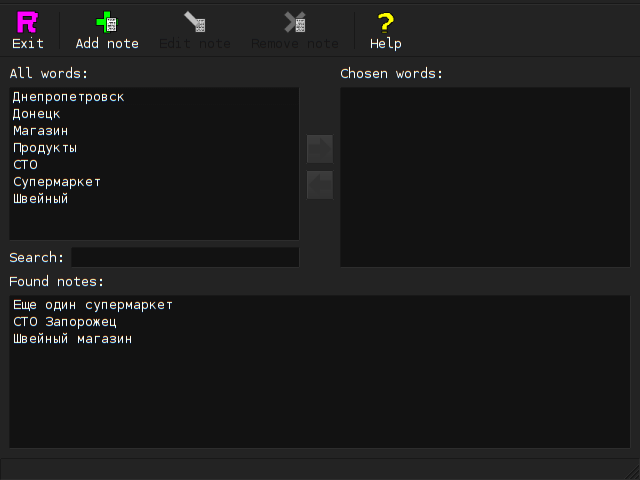 Exit
Add note
Edit note
Remove note
Help
All words:
Chosen words:
Днепропетровск
Донецк
Магазин
Продукты
СТО
Супермаркет
Швейный
Search:
Found notes:
Еще один супермаркет
СТО Запорожец
Швейный магазин